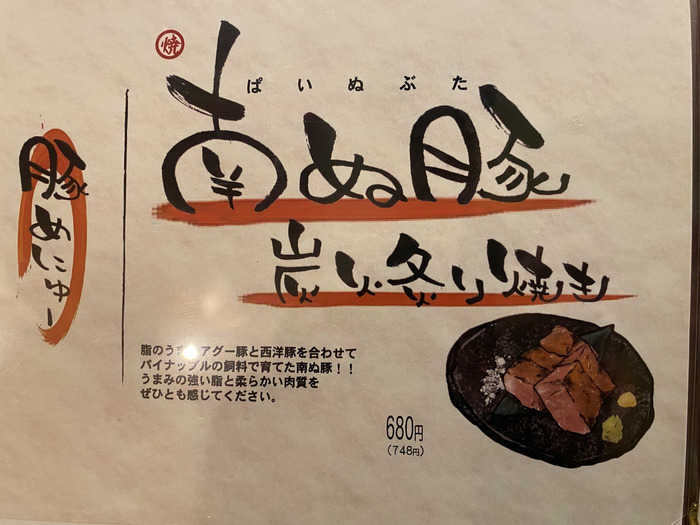 豚めにゅー
焼
ぱいぬぶた
南ぬ豚
炭火炙り焼き
脂のうアグー豚と西洋豚を合わせて
パイナップルの飼料で育てた南ぬ豚！！
うまみの強い脂と柔らかい肉質を
ぜひとも感じてください。
680円
（748円）